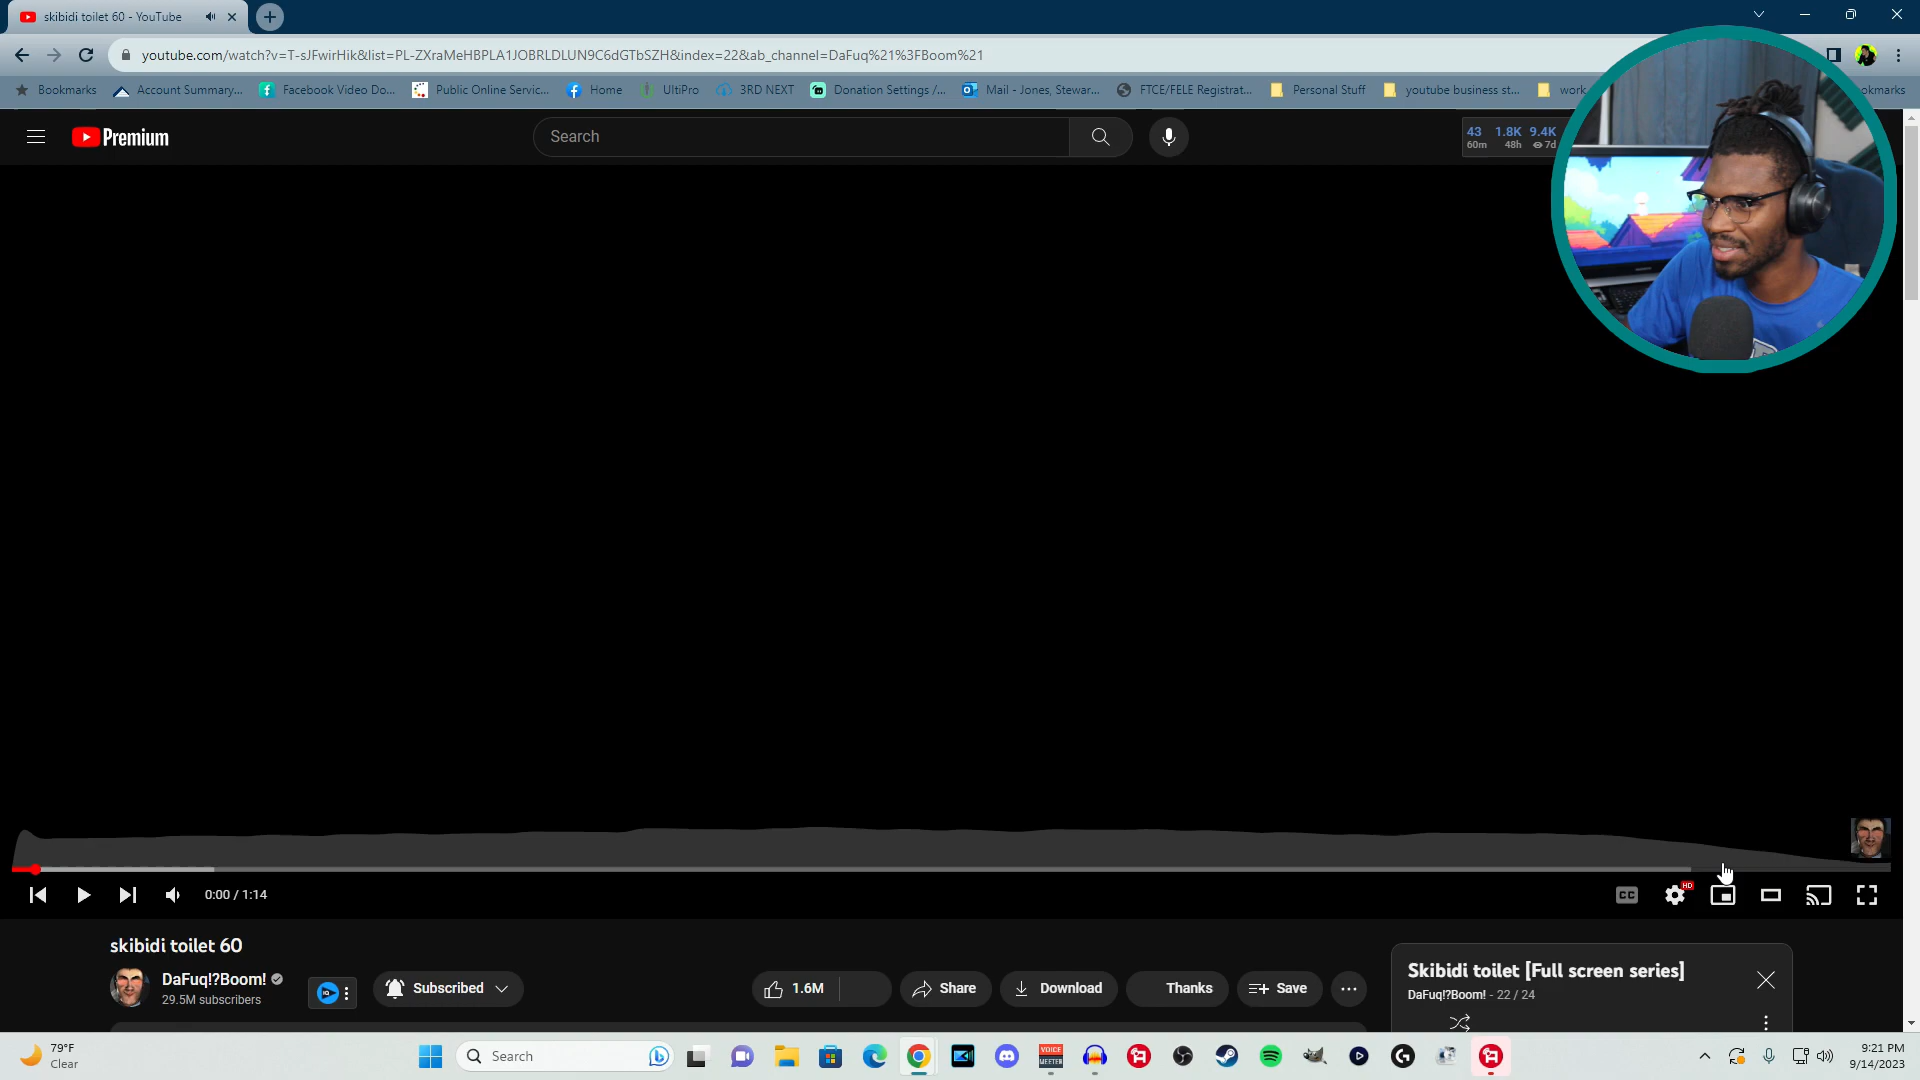 skibidi toilet 60 - YouTube
youtube.com/watch?v=T-sJFwirHik&list=PL-ZXraMeHBPLA1JOBRLDLUN9C6dGTbSZH&index=22&ab_channel=DaFuq%21%3FBoom%21
Bookmarks Account Summary... Facebook Video Do... Public Online Servic... Home UltiPro 3RD NEXT Donation Settings /... Mail - Jones, Stewar... FTCE/FELE Registrat... Personal Stuff youtube business st... work
Premium
Search
43 1.8K 9.4K
60m 48h 7d
0:00 / 1:14
CC
HD
skibidi toilet 60
DaFuq!?Boom!
29.5M subscribers
Subscribed
1.6M
Share
Download
Thanks
Save
Skibidi toilet [Full screen series]
DaFuq!?Boom! - 22 / 24
79°F
Clear
Search
VOICE
MEETER
9:21 PM
9/14/2023